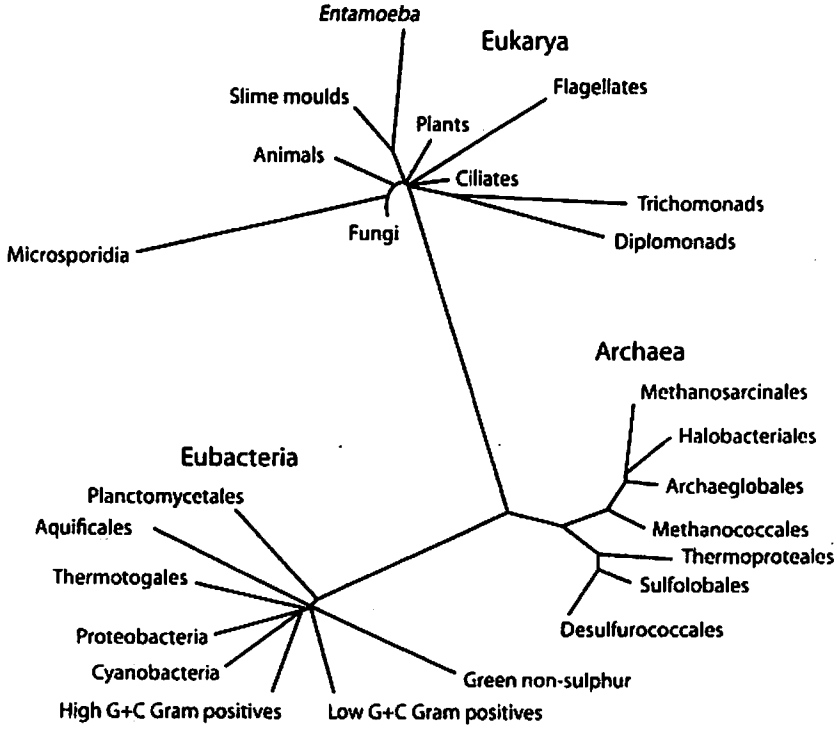 Entamoeba
Eukarya
Flagellates
Slime moulds
Plants
Animals
Ciliates
Trichomonads
Fungi
Diplomonads
Microsporidia
Archaea
Methanosarcinales
Halobacteriales
Eubacteria
Archaeglobales
Planctomycetales
Aquificales
Methanococcales
Thermoproteales
Thermotogales
Sulfolobales
Desulfurococcales
Proteobacteria
Cyanobacteria
Green non-sulphur
High G+C Gram positives
Low G+C Gram positives